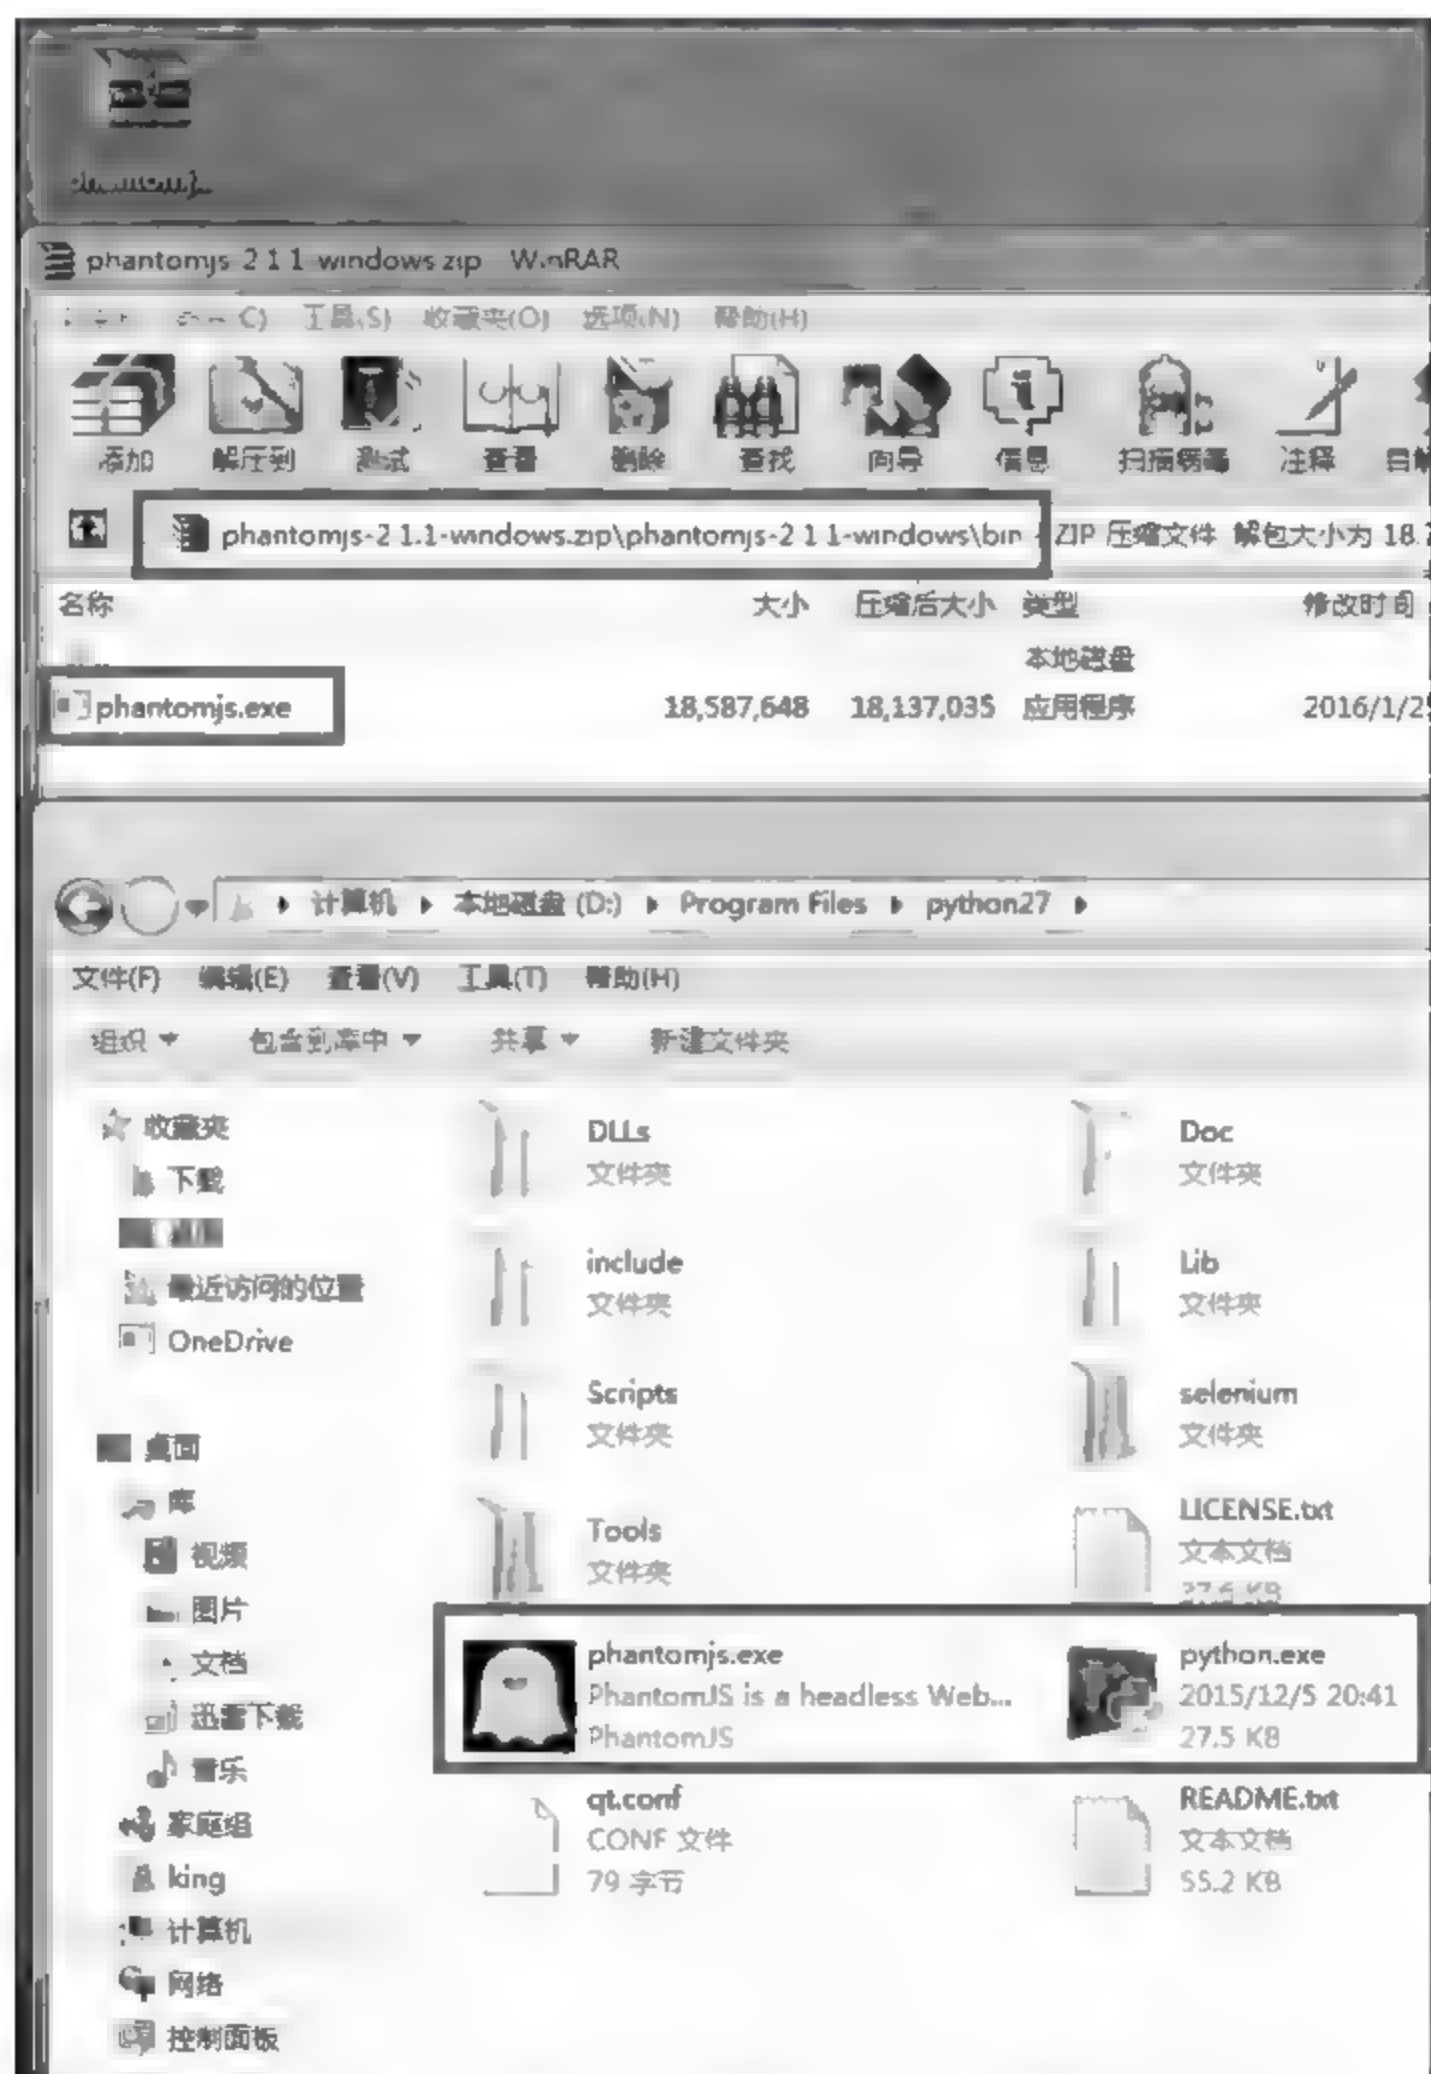 phantomjs-2 1 1-windows zip WinRAR
工具(S) 收藏夹(O) 选项(N) 帮助(H)
添加 解压到 测试 查看 删除 查找 向导 信息 扫描病毒 注释
phantomjs-2 1.1-windows.zip\phantomjs-2 1 1-windows\bin - ZIP 压缩文件 解包大小为 18.
名称 大小 压缩后大小 类型 修改时间
本地磁盘
phantomjs.exe 18,587,648 18,137,035 应用程序 2016/1/2
计算机 本地磁盘 (D:) Program Files python27
文件(F) 编辑(E) 查看(V) 工具(T) 帮助(H)
组织 包含到库中 共享 新建文件夹
收藏夹
下载
最近访问的位置
OneDrive
桌面
库
视频
图片
文档
迅雷下载
音乐
家庭组
king
计算机
网络
控制面板
DLLs
文件夹
Doc
文件夹
include
文件夹
Lib
文件夹
Scripts
文件夹
selenium
文件夹
Tools
文件夹
LICENSE.txt
文本文档
37.6 KB
phantomjs.exe
PhantomJS is a headless Web...
PhantomJS
python.exe
2015/12/5 20:41
27.5 KB
qt.conf
CONF 文件
79 字节
README.txt
文本文档
55.2 KB